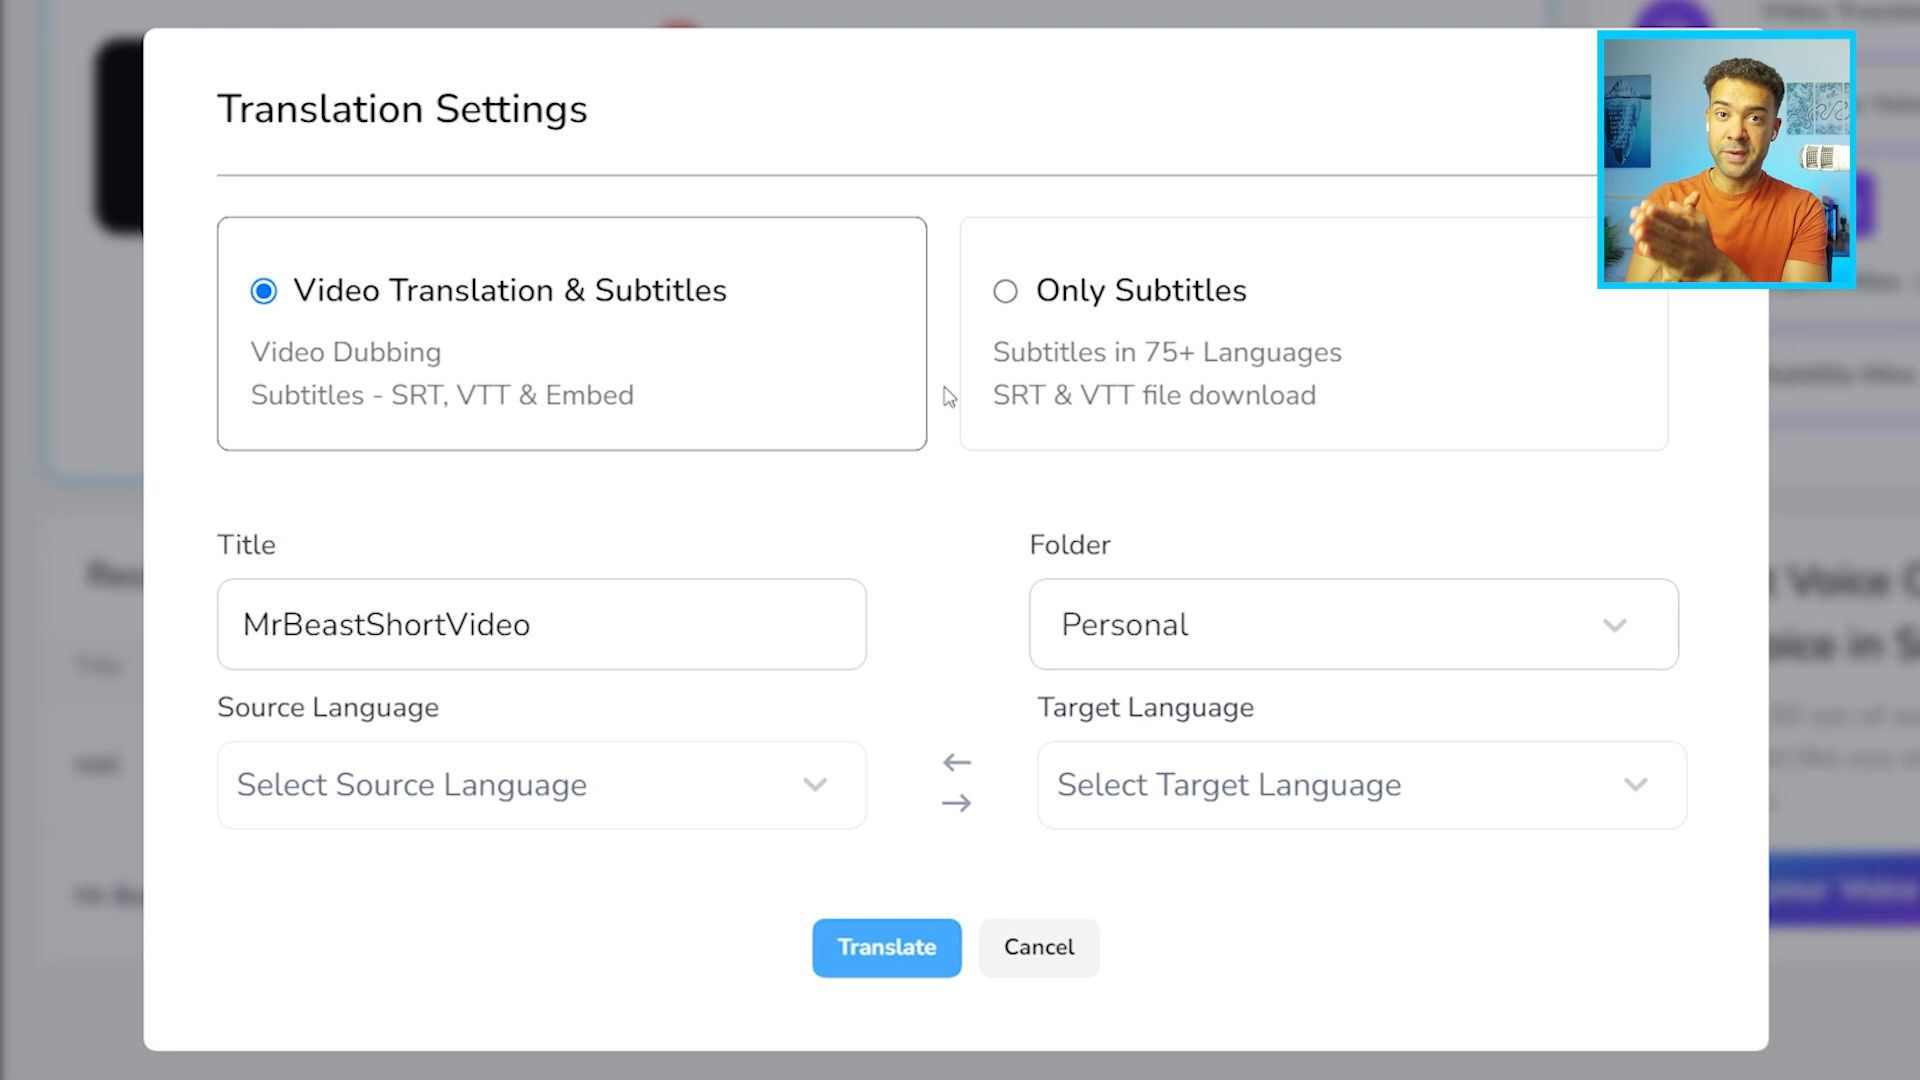 Translation Settings
Video Translation & Subtitles
Video Dubbing
Subtitles - SRT, VTT & Embed
Only Subtitles
Subtitles in 75+ Languages
SRT & VTT file download
Title
Folder
MrBeastShortVideo
Personal
Source Language
Target Language
Select Source Language
Select Target Language
Translate
Cancel